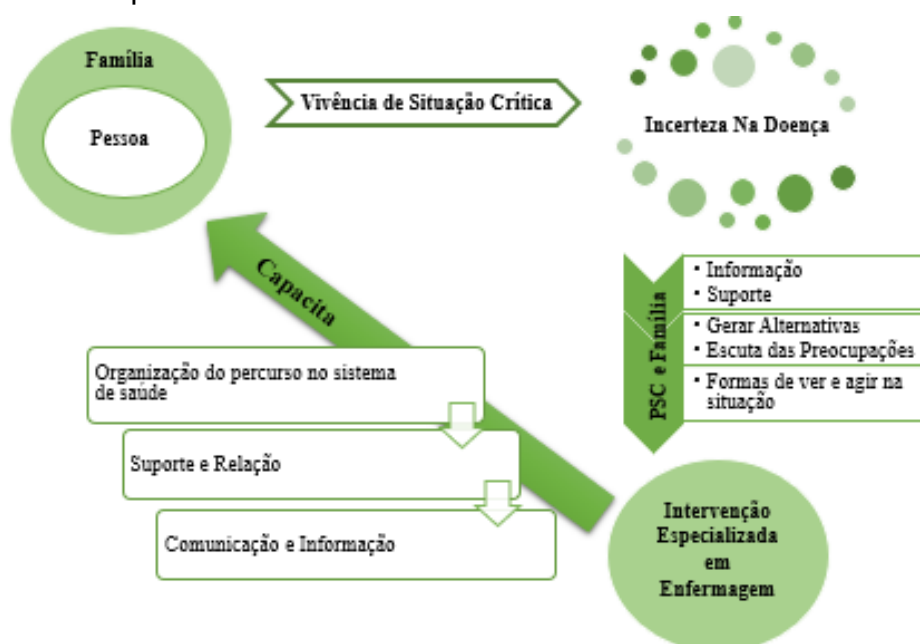 Família
Pessoa
Vivência de Situação Crítica
Incerteza Na Doença
• Informação
• Suporte
• Gerar Alternativas
• Escuta das Preocupações
• Formas de ver e agir na
situação
PSC e Família
Capacita
Organização do percurso no sistema
de saúde
Suporte e Relação
Comunicação e Informação
Intervenção
Especializada
em
Enfermagem